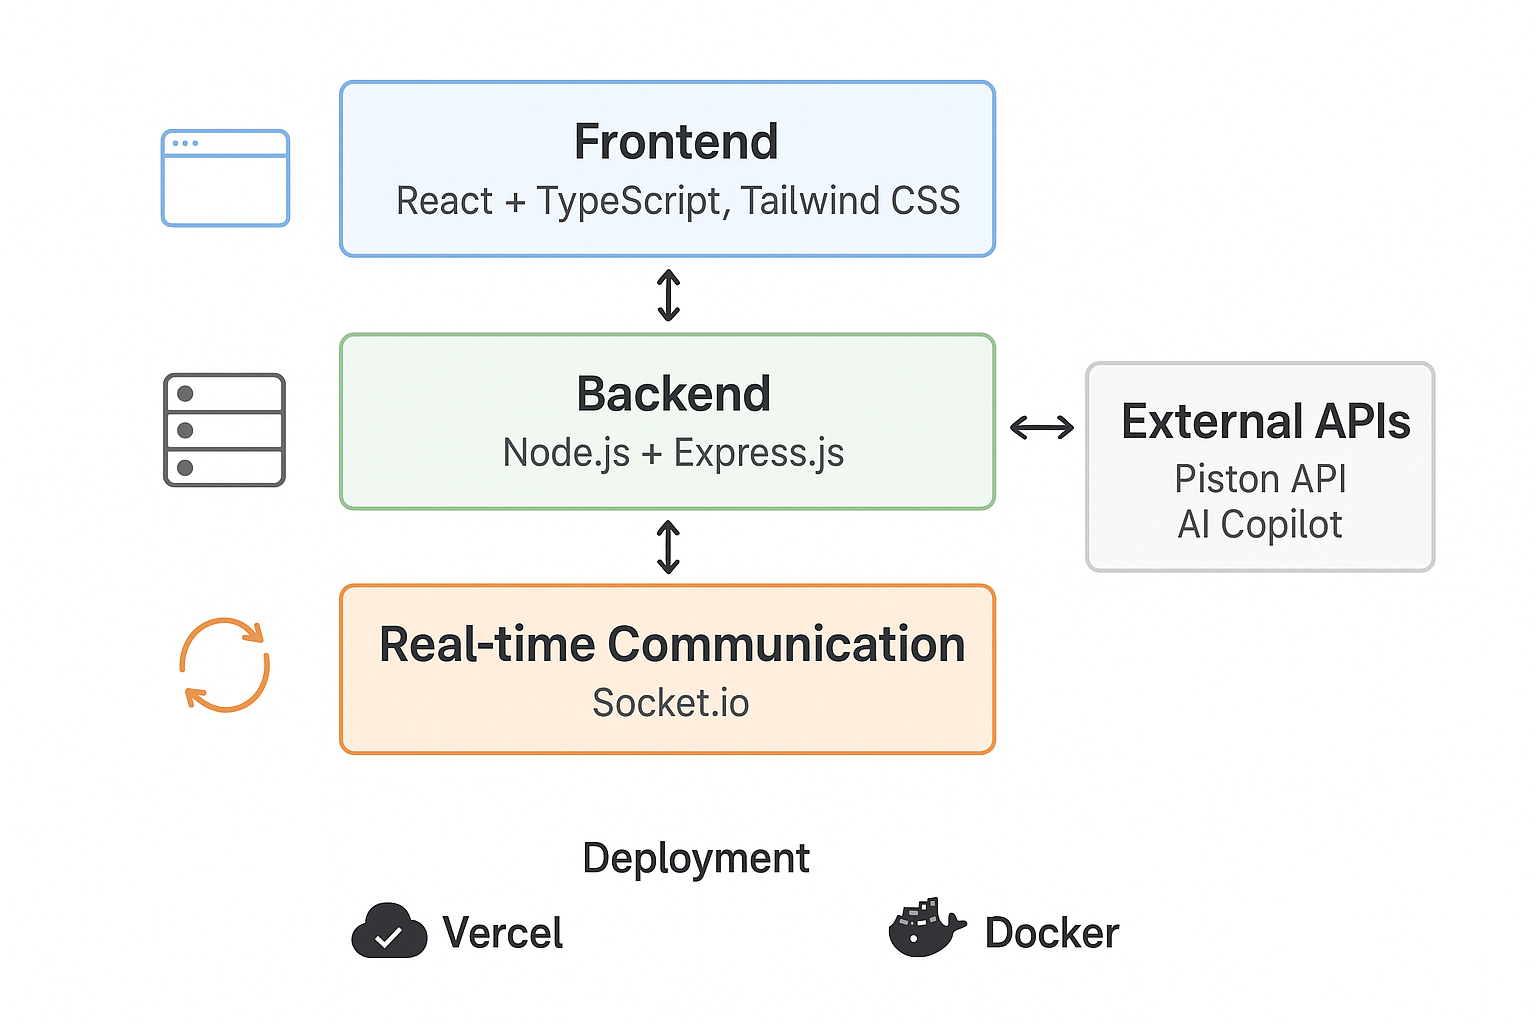 Frontend
React + TypeScript, Tailwind CSS
Backend
Node.js + Express.js
External APIs
Piston API
AI Copilot
Real-time Communication
Socket.io
Deployment
Vercel
Docker